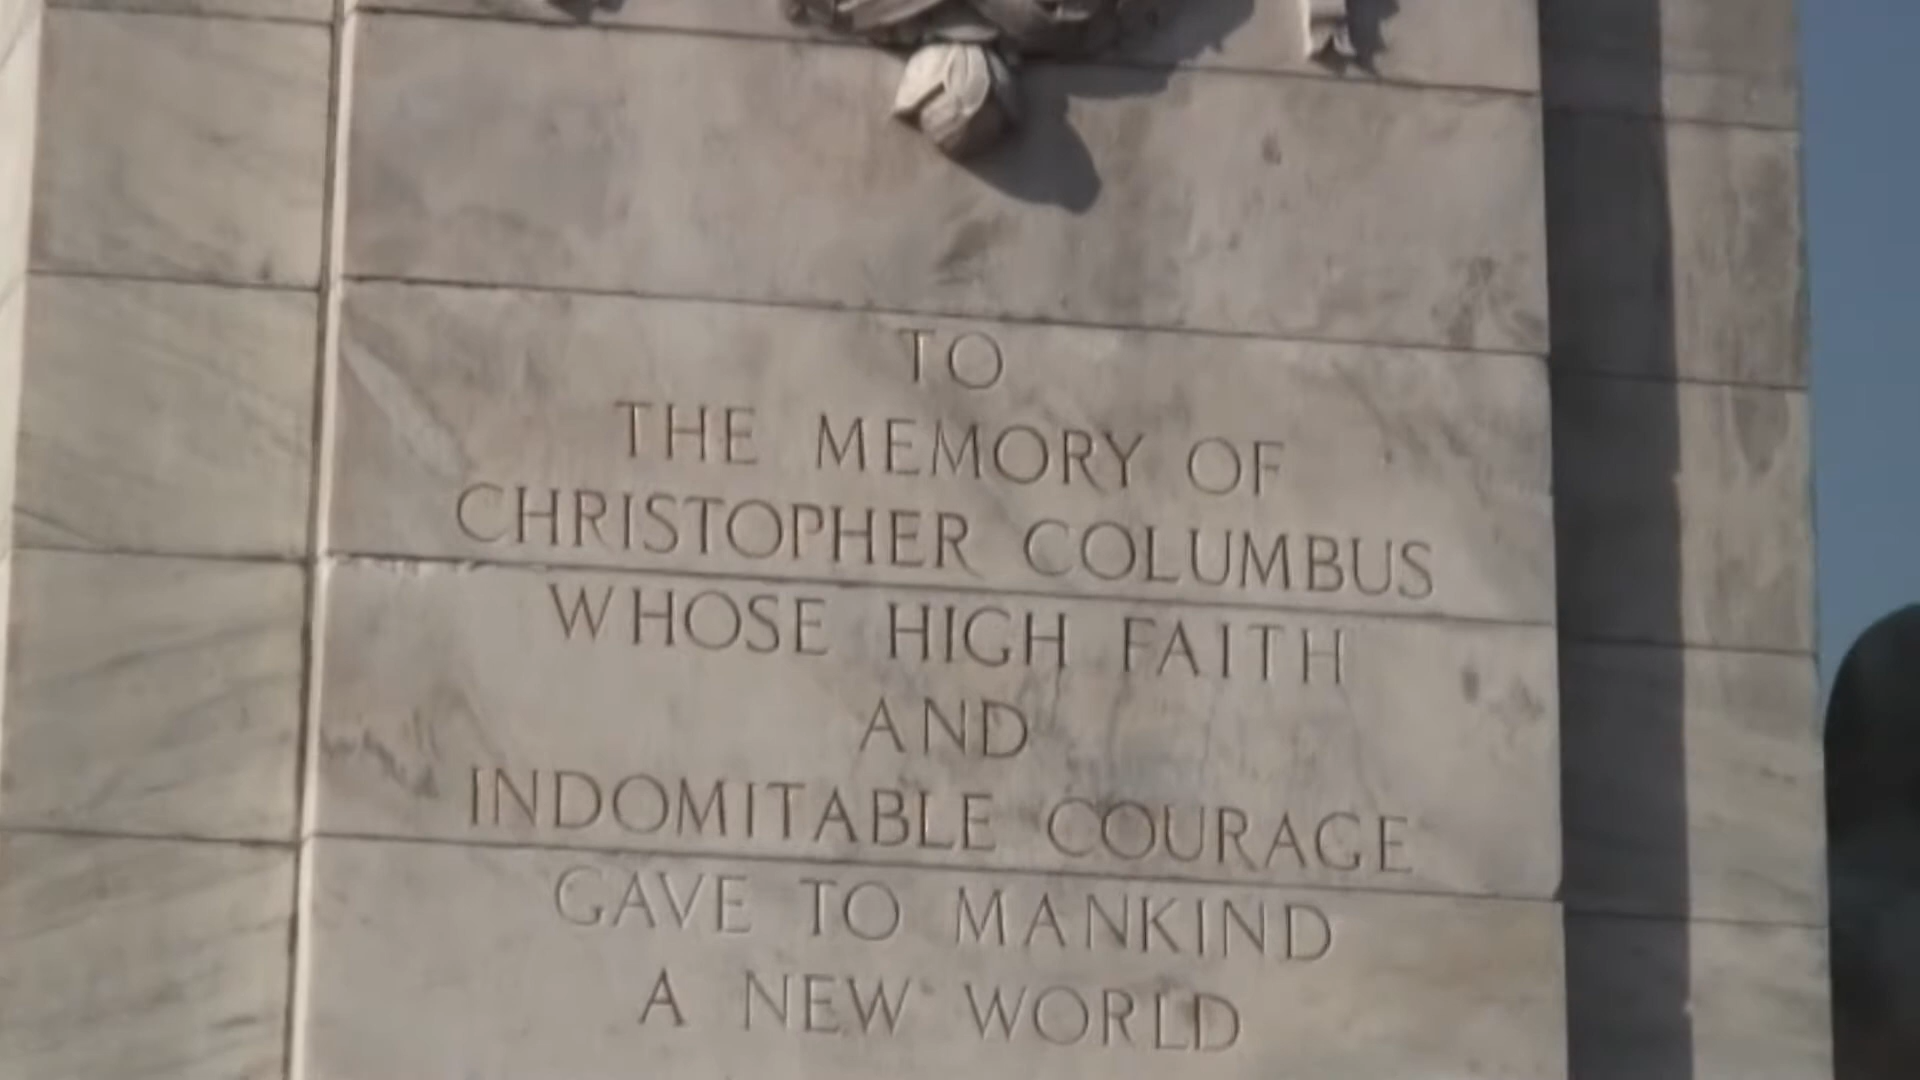 TO
THE MEMORY OF
CHRISTOPHER COLUMBUS
WHOSE HIGH FAITH
AND
INDOMITABLE COURAGE
GAVE TO MANKIND
A NEW WORLD